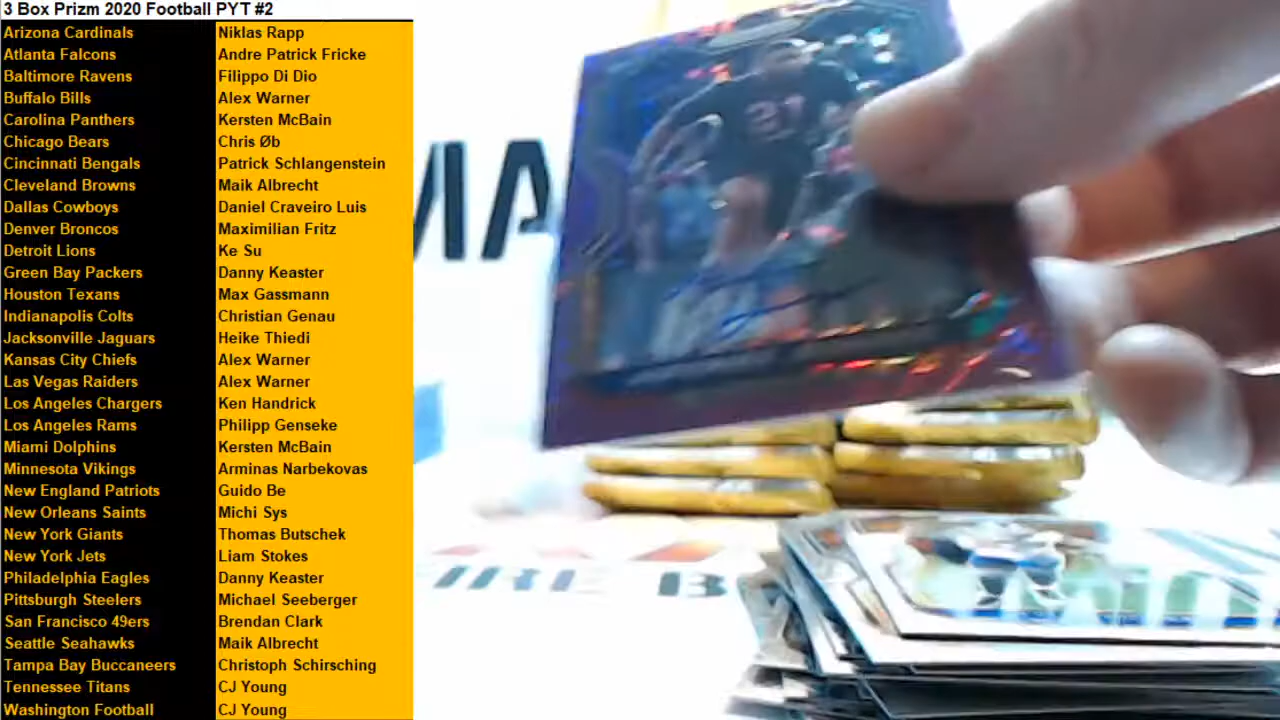 3 Box Prizm 2020 Football PYT #2
Arizona Cardinals Niklas Rapp
Atlanta Falcons Andre Patrick Fricke
Baltimore Ravens Filippo Di Dio
Buffalo Bills Alex Warner
Carolina Panthers Kersten McBain
Chicago Bears Chris Øb
Cincinnati Bengals Patrick Schlangenstein
Cleveland Browns Maik Albrecht
Dallas Cowboys Daniel Craveiro Luis
Denver Broncos Maximilian Fritz
Detroit Lions Ke Su
Green Bay Packers Danny Keaster
Houston Texans Max Gassmann
Indianapolis Colts Christian Genau
Jacksonville Jaguars Heike Thiedi
Kansas City Chiefs Alex Warner
Las Vegas Raiders Alex Warner
Los Angeles Chargers Ken Handrick
Los Angeles Rams Philipp Genseke
Miami Dolphins Kersten McBain
Minnesota Vikings Arminas Narbekovas
New England Patriots Guido Be
New Orleans Saints Michi Sys
New York Giants Thomas Butschek
New York Jets Liam Stokes
Philadelphia Eagles Danny Keaster
Pittsburgh Steelers Michael Seeberger
San Francisco 49ers Brendan Clark
Seattle Seahawks Maik Albrecht
Tampa Bay Buccaneers Christoph Schirsching
Tennessee Titans CJ Young
Washington Football CJ Young